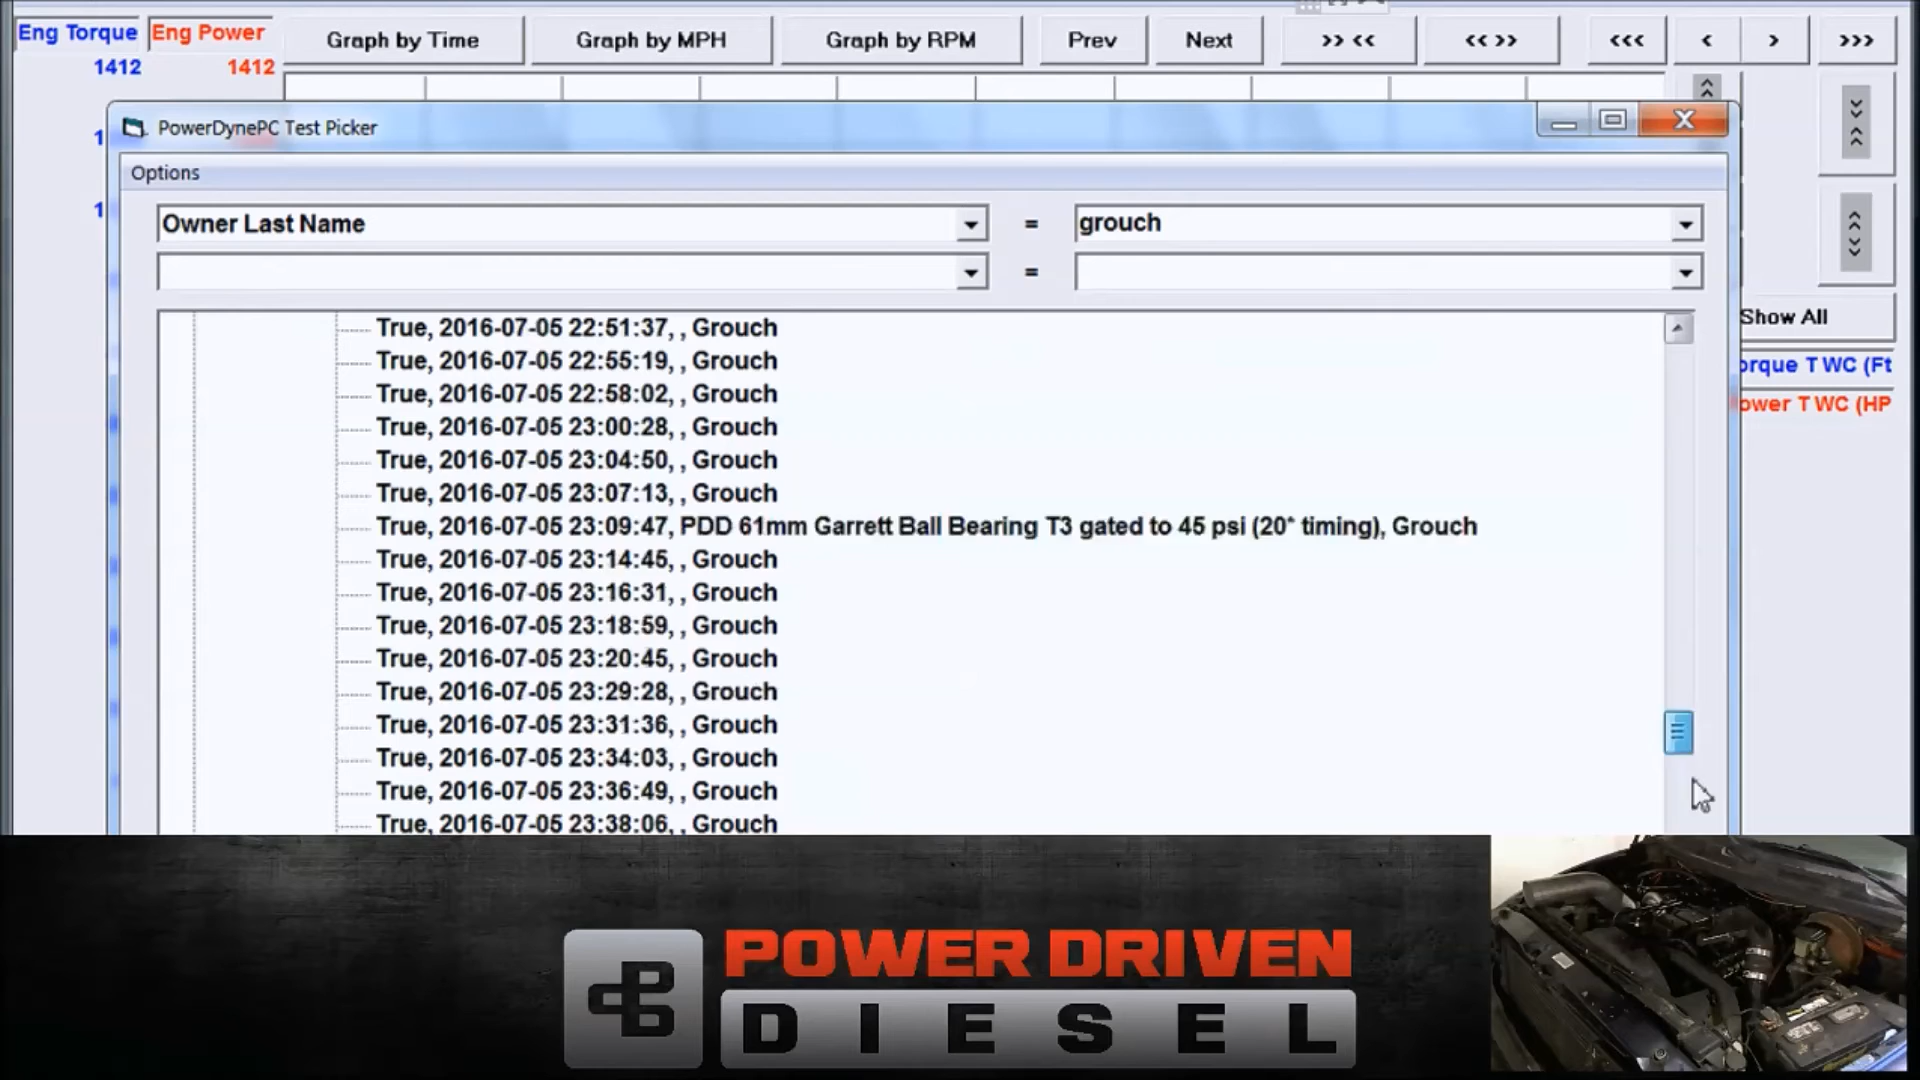 Eng Torque Eng Power Graph by Time Graph by MPH Graph by RPM Prev Next >> << << >> <<< < > >>>
1412 1412
PowerDynePC Test Picker
1
Options
1
Owner Last Name = grouch
=
Show All
True, 2016-07-05 22:51:37, , Grouch
True, 2016-07-05 22:55:19, , Grouch
orque T WC (Ft
True, 2016-07-05 22:58:02, , Grouch
ower T WC (HP
True, 2016-07-05 23:00:28, , Grouch
True, 2016-07-05 23:04:50, , Grouch
True, 2016-07-05 23:07:13, , Grouch
True, 2016-07-05 23:09:47, PDD 61mm Garrett Ball Bearing T3 gated to 45 psi (20* timing), Grouch
True, 2016-07-05 23:14:45, , Grouch
True, 2016-07-05 23:16:31, , Grouch
True, 2016-07-05 23:18:59, , Grouch
True, 2016-07-05 23:20:45, , Grouch
True, 2016-07-05 23:29:28, , Grouch
True, 2016-07-05 23:31:36, , Grouch
True, 2016-07-05 23:34:03, , Grouch
True, 2016-07-05 23:36:49, , Grouch
True, 2016-07-05 23:38:06, , Grouch
POWER DRIVEN
DIESEL